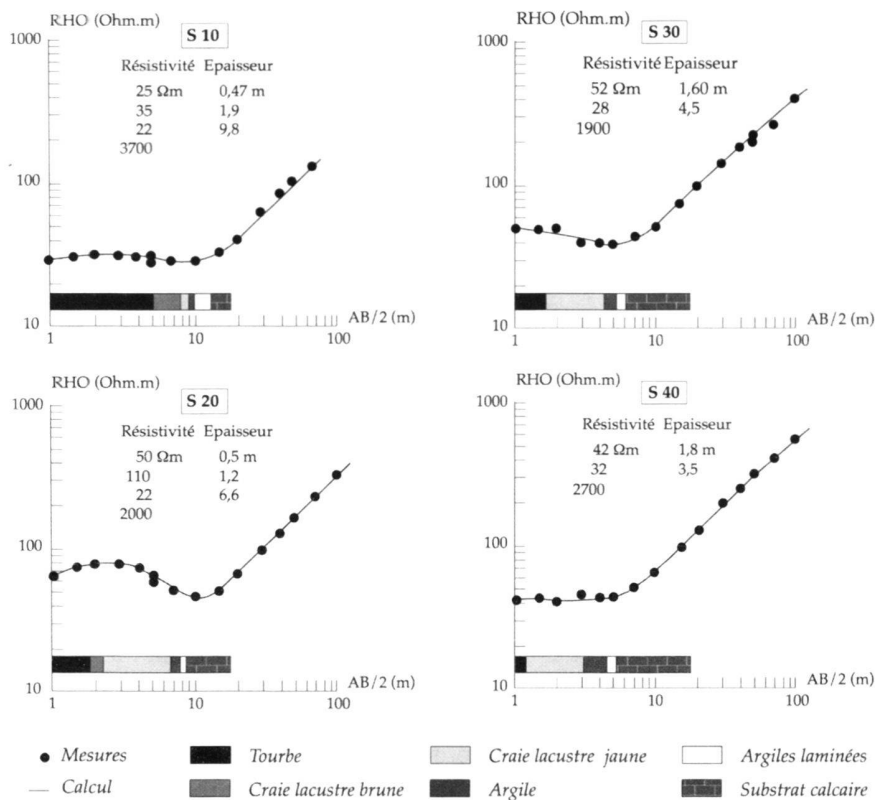 RHO (Ohm.m)
S 10
1000
Résistivité Epaisseur
25 Ωm 0,47 m
35 1,9
22 9,8
3700
100
10
AB/2 (m)
1 10 100
RHO (Ohm.m)
S 30
1000
Résistivité Epaisseur
52 Ωm 1,60 m
28 4,5
1900
100
10
AB/2 (m)
1 10 100
RHO (Ohm.m)
S 20
1000
Résistivité Epaisseur
50 Ωm 0,5 m
110 1,2
22 6,6
2000
100
10
AB/2 (m)
1 10 100
RHO (Ohm.m)
S 40
1000
Résistivité Epaisseur
42 Ωm 1,8 m
32 3,5
2700
100
10
AB/2 (m)
1 10 100
Mesures Tourbe Craie lacustre jaune Argiles laminées
Calcul Craie lacustre brune Argile Substrat calcaire